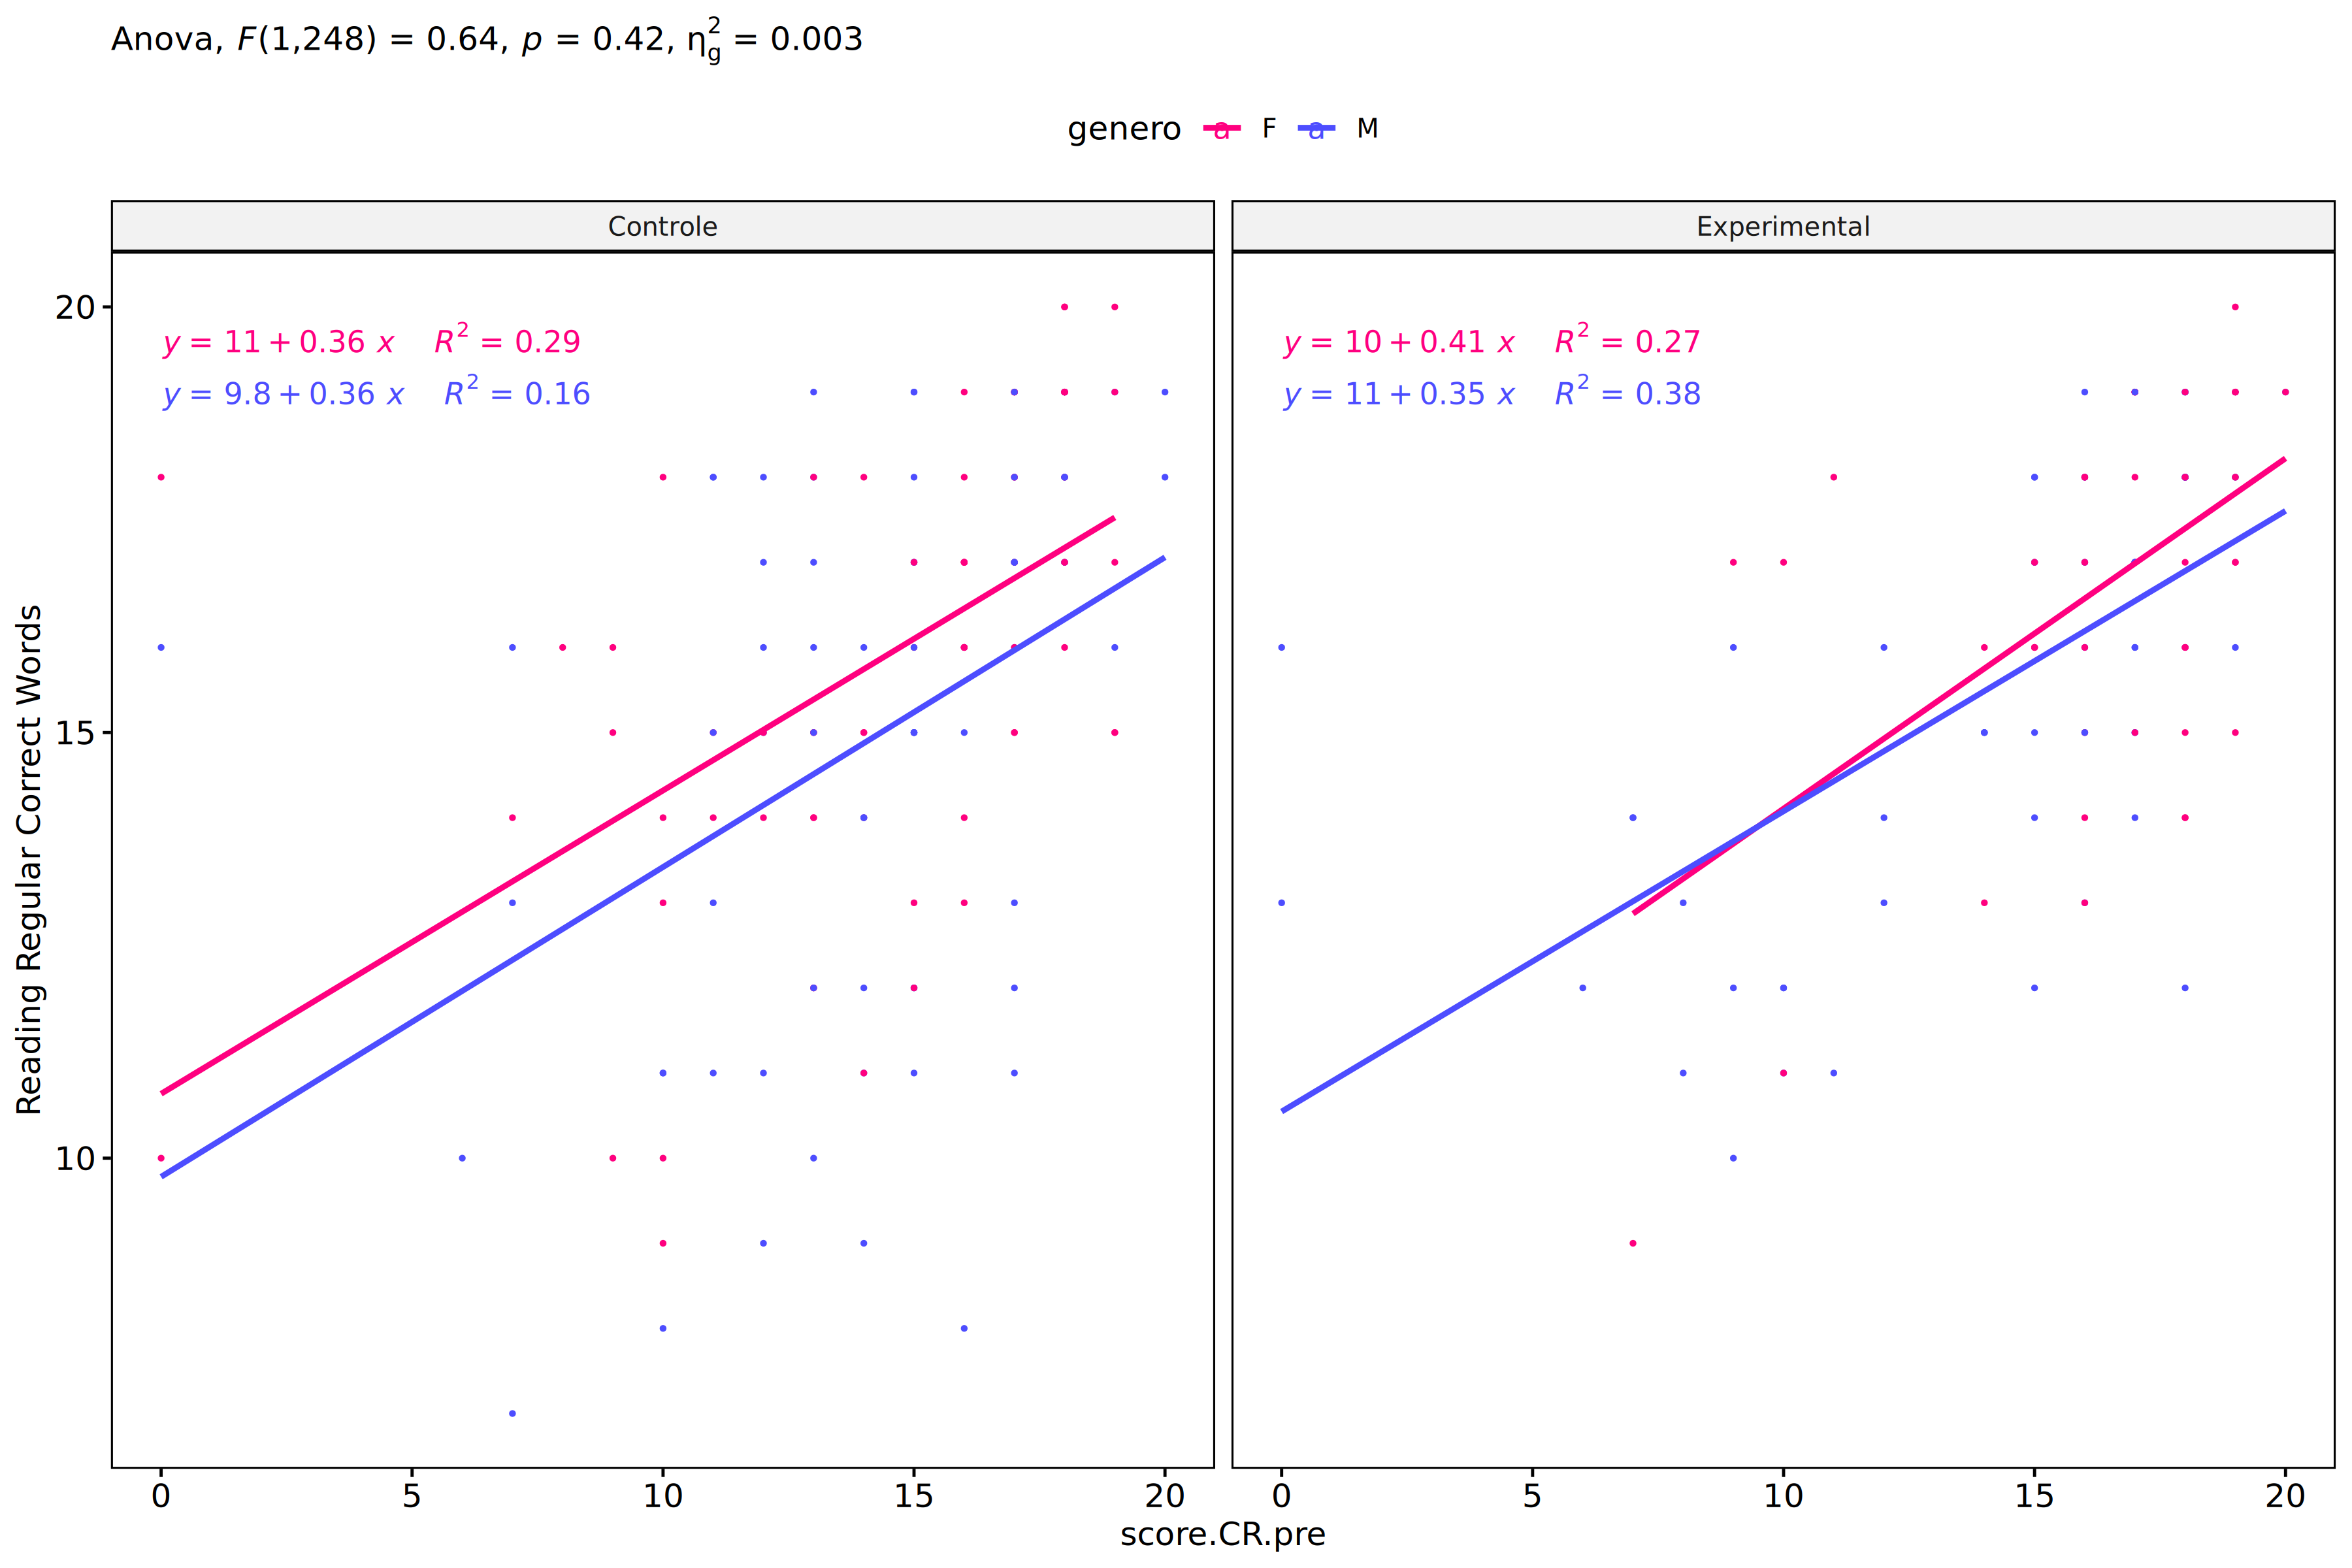 Anova, F(1,248) = 0.64, p = 0.42, η²g = 0.003
genero a F a M
Controle
Experimental
y = 11 + 0.36 x R² = 0.29
y = 9.8 + 0.36 x R² = 0.16
y = 10 + 0.41 x R² = 0.27
y = 11 + 0.35 x R² = 0.38
Reading Regular Correct Words
20
15
10
0 5 10 15 20
0 5 10 15 20
score.CR.pre